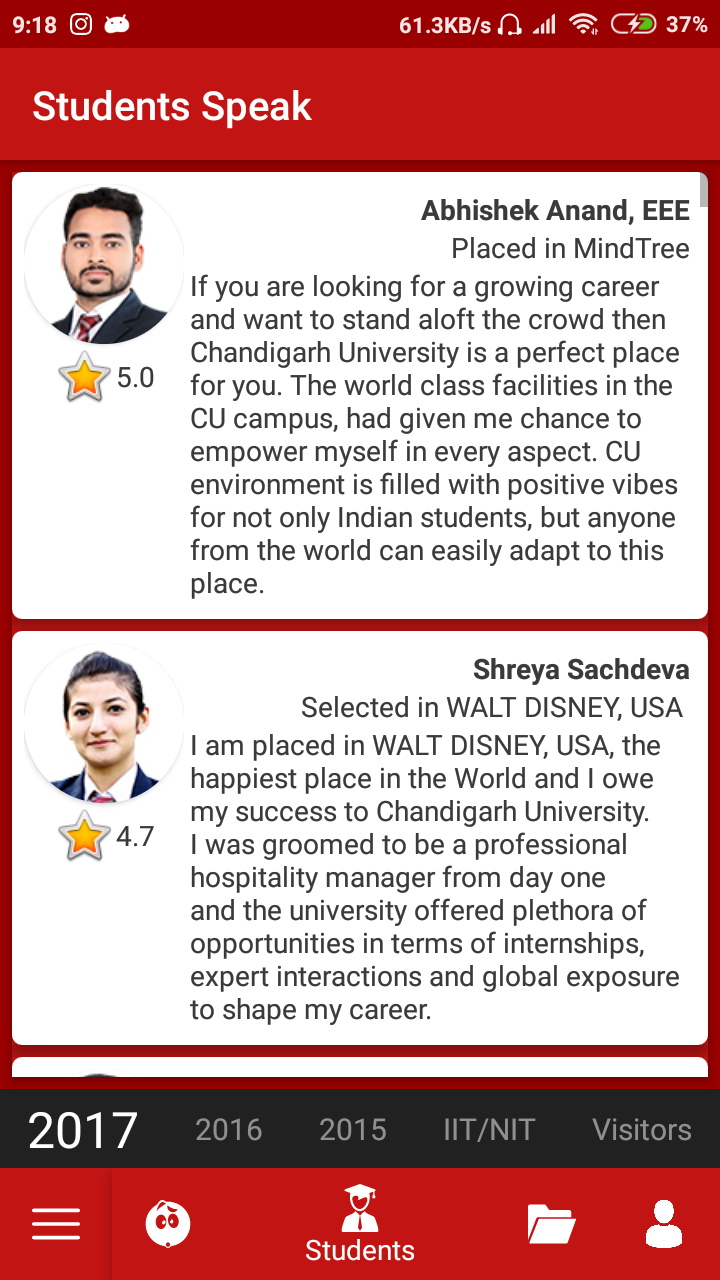 9:18 61.3KB/s 37%
Students Speak
Abhishek Anand, EEE
Placed in MindTree
If you are looking for a growing career
and want to stand aloft the crowd then
Chandigarh University is a perfect place
for you. The world class facilities in the
CU campus, had given me chance to
empower myself in every aspect. CU
environment is filled with positive vibes
for not only Indian students, but anyone
from the world can easily adapt to this
place.
5.0
Shreya Sachdeva
Selected in WALT DISNEY, USA
I am placed in WALT DISNEY, USA, the
happiest place in the World and I owe
my success to Chandigarh University.
I was groomed to be a professional
hospitality manager from day one
and the university offered plethora of
opportunities in terms of internships,
expert interactions and global exposure
to shape my career.
4.7
2017 2016 2015 IIT/NIT Visitors
Students